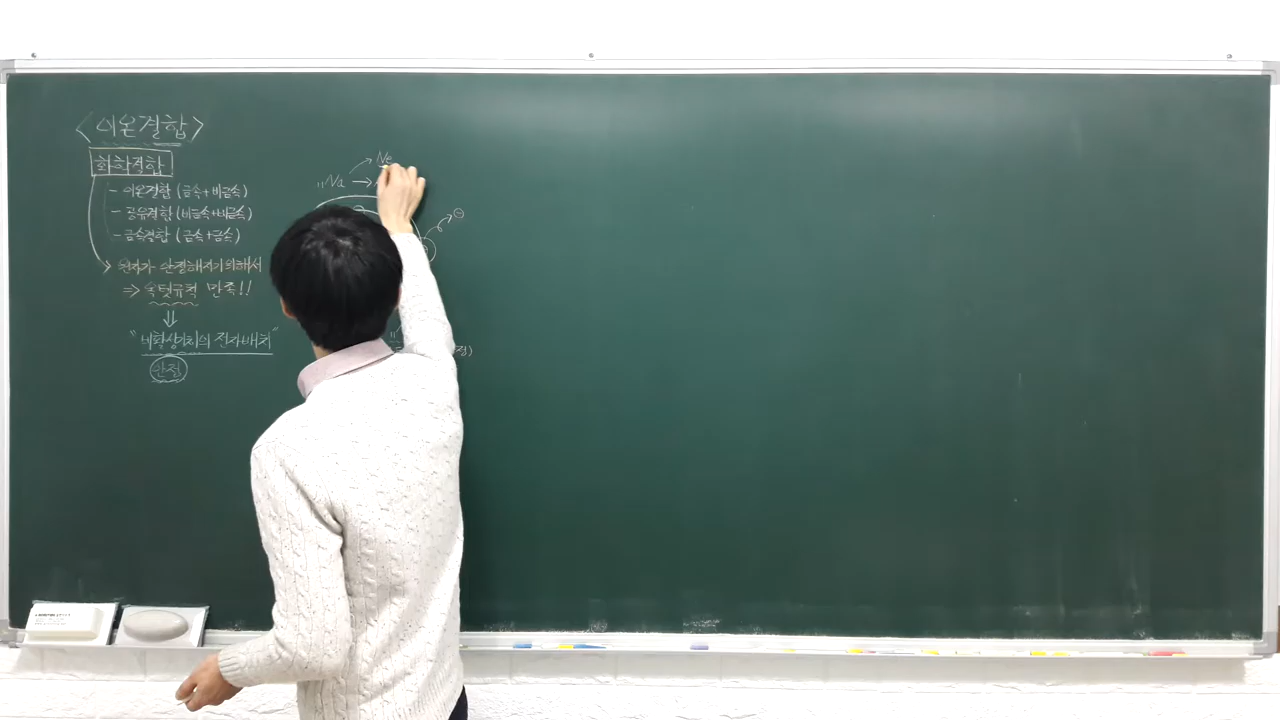 <이온결합>
화학결합
- 이온결합 (금속+비금속)
- 공유결합 (비금속+비금속)
- 금속결합 (금속+금속)
→ 원자가 안정해지기위해서
⇒ 옥텟규칙 만족!!
⇓
"비활성기체의 전자배치"
안정
Ne
₁₁Na →
⊖
정)